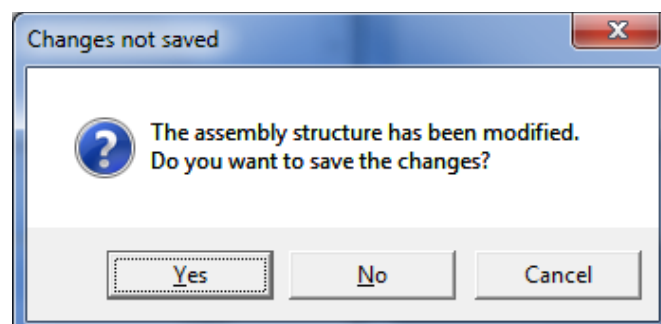 Changes not saved
The assembly structure has been modified.
Do you want to save the changes?
Yes
No
Cancel